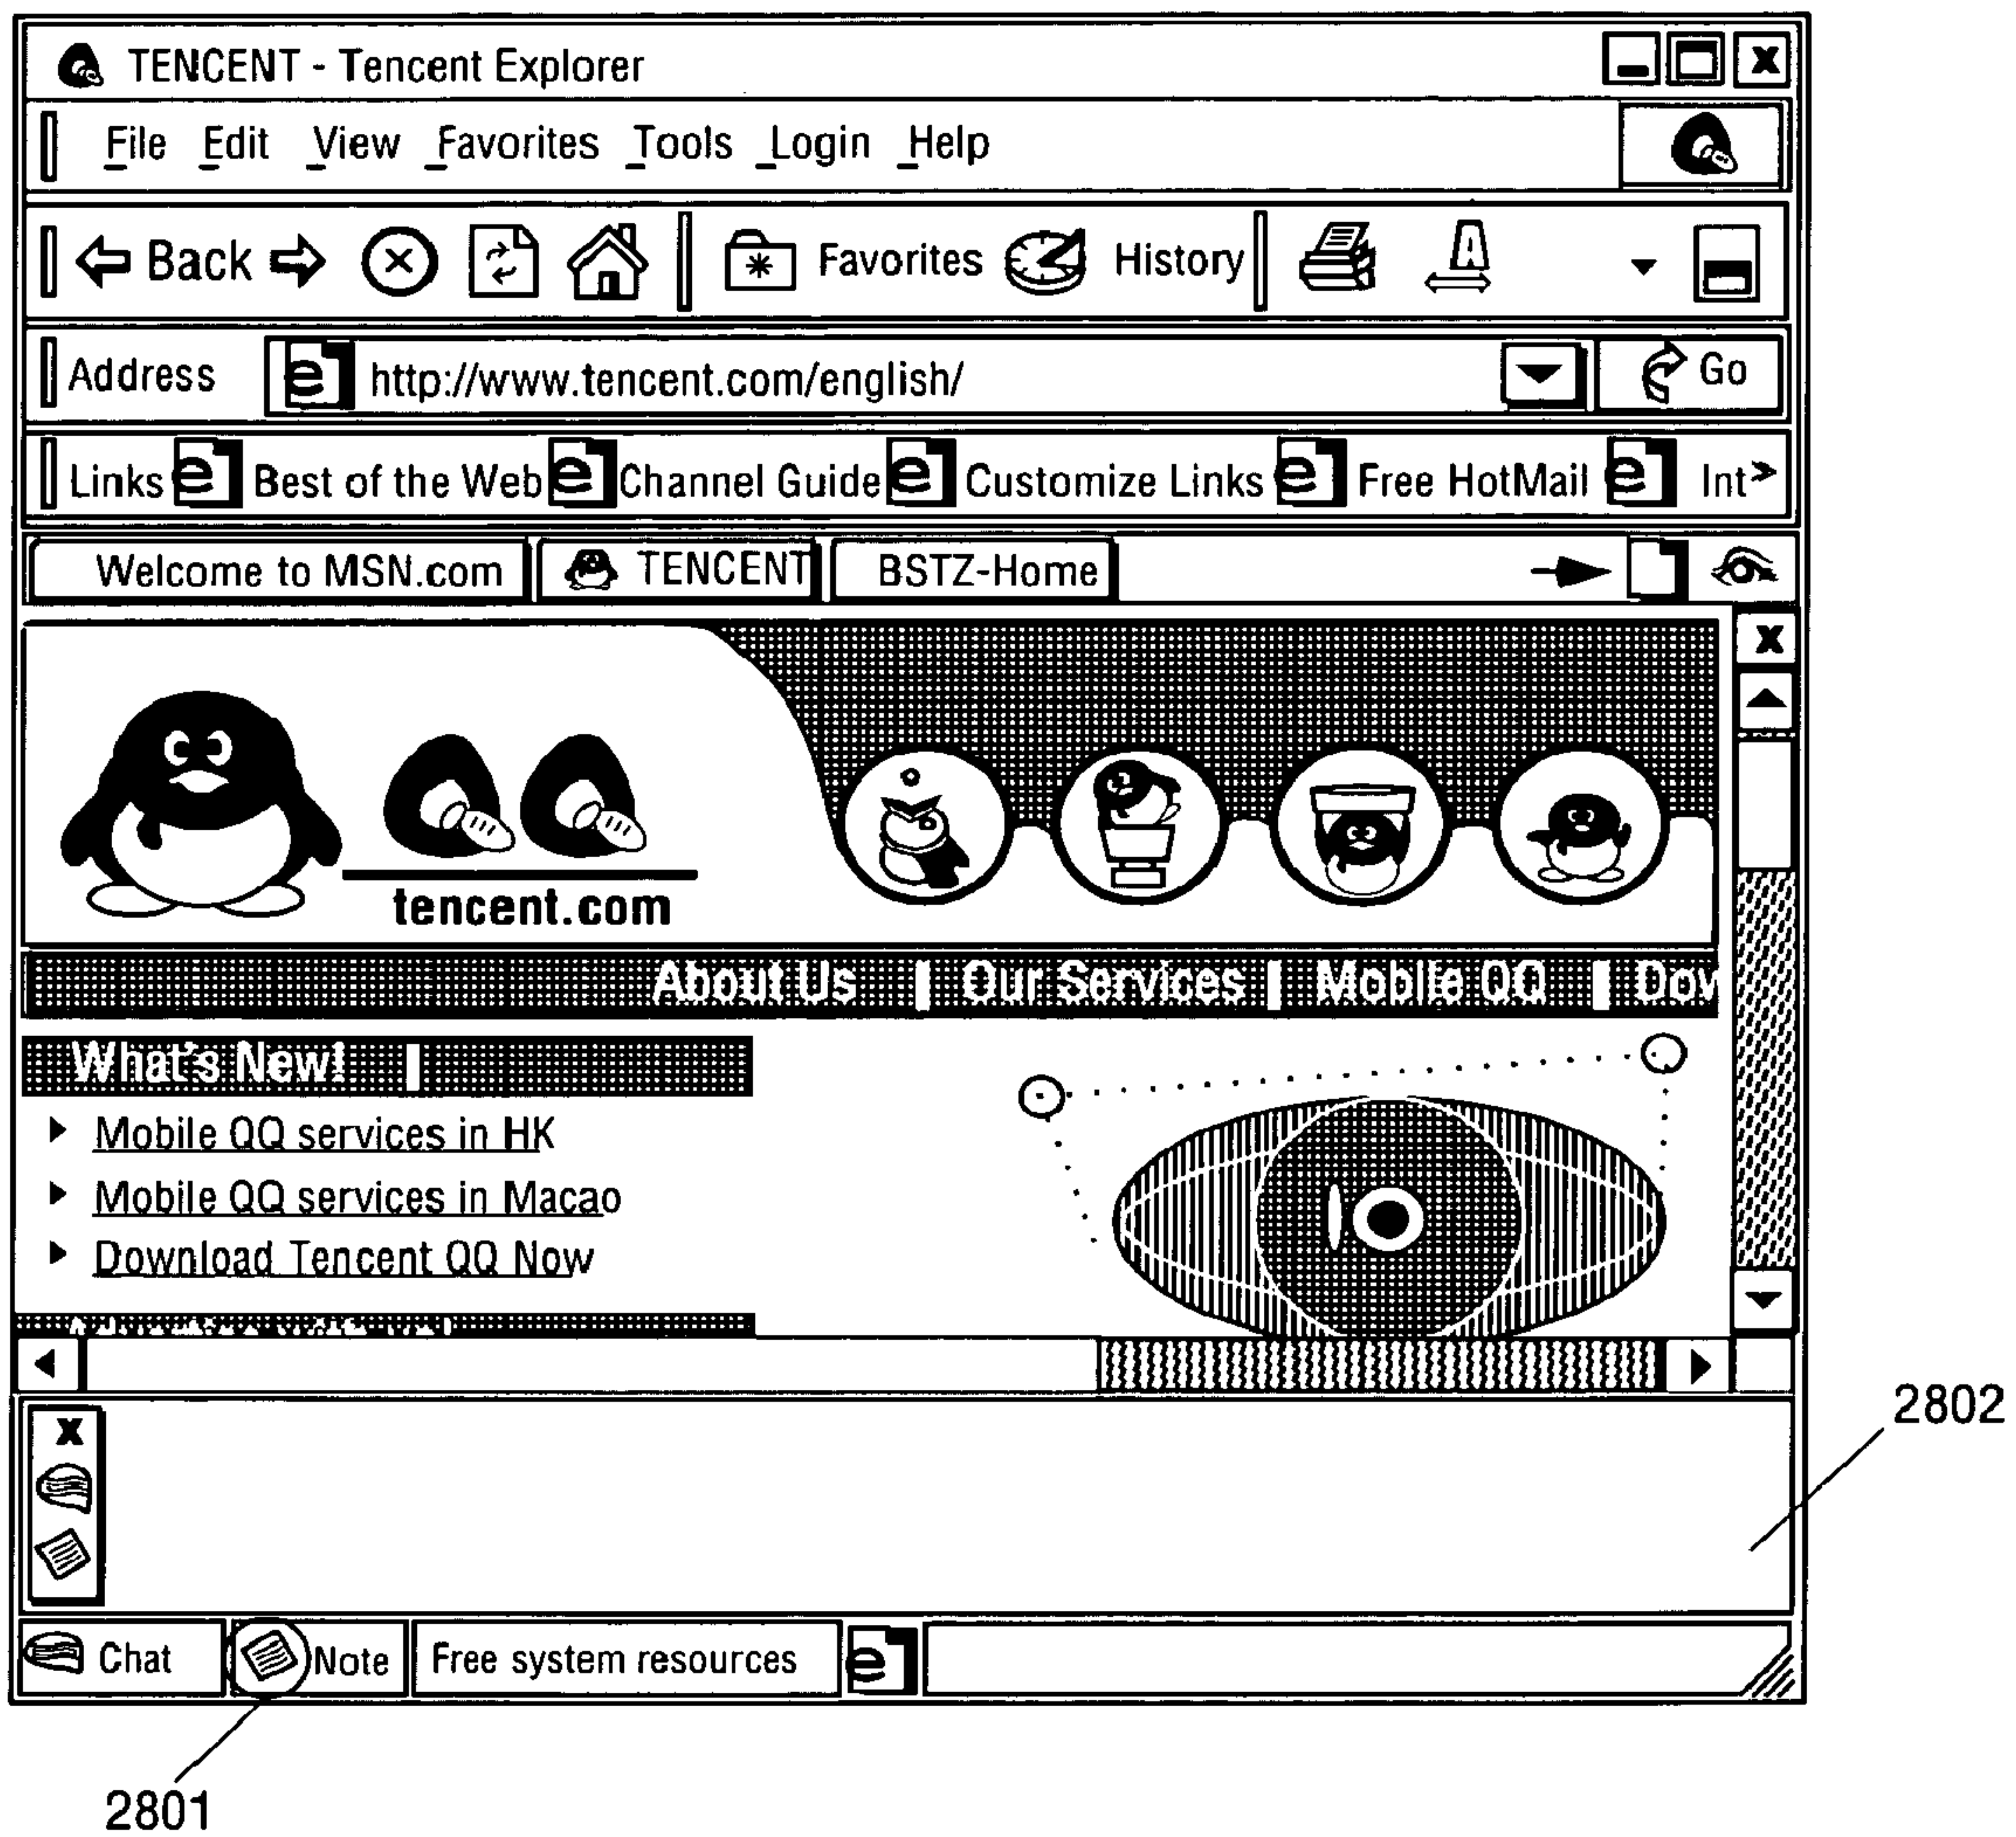 TENCENT - Tencent Explorer
File Edit View Favorites Tools Login Help
Back Favorites History A
Address e http://www.tencent.com/english/ Go
Links e Best of the Web e Channel Guide e Customize Links e Free HotMail e Int >
Welcome to MSN.com TENCENT BSTZ-Home
tencent.com
About Us Our Services Mobile QQ Dow
What's New!
Mobile QQ services in HK
Mobile QQ services in Macao
Download Tencent QQ Now
2802
Chat Note Free system resources e
2801